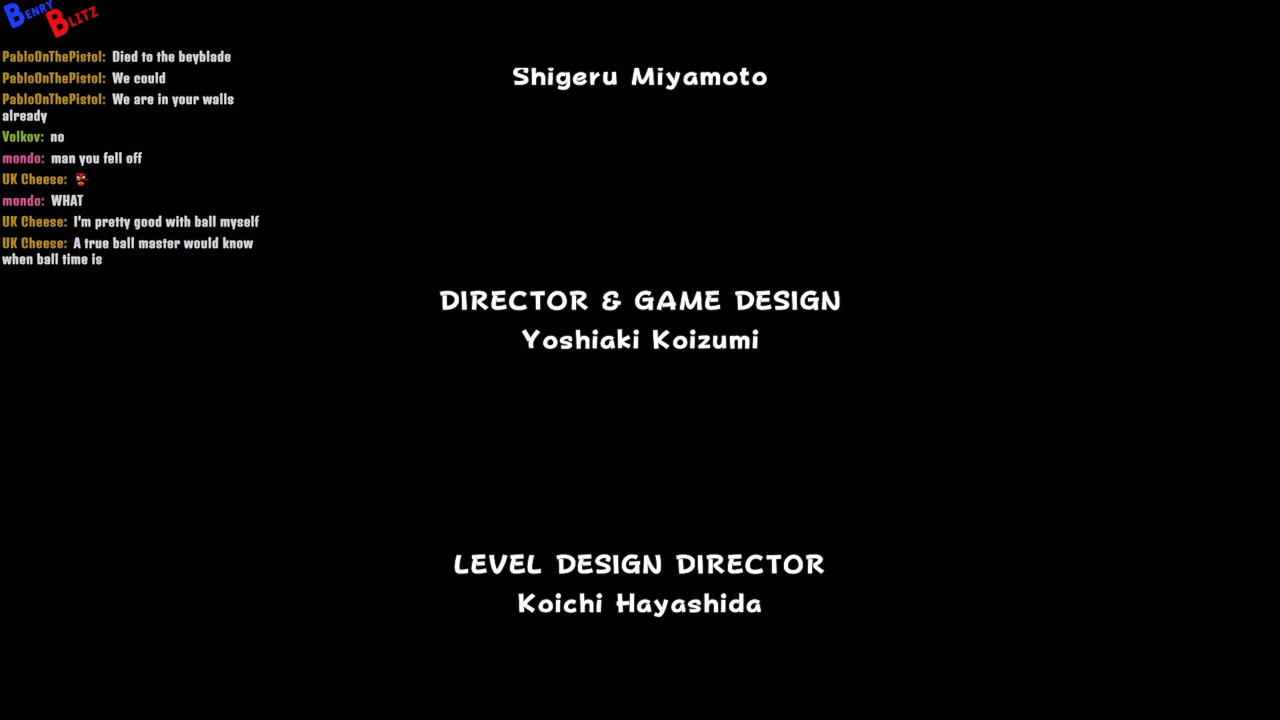 BENRY
BLITZ
PabloOnThePistol: Died to the beyblade
PabloOnThePistol: We could
PabloOnThePistol: We are in your walls
already
Volkov: no
mondo: man you fell off
UK Cheese:
mondo: WHAT
UK Cheese: I'm pretty good with ball myself
UK Cheese: A true ball master would know
when ball time is
Shigeru Miyamoto
DIRECTOR & GAME DESIGN
Yoshiaki Koizumi
LEVEL DESIGN DIRECTOR
Koichi Hayashida